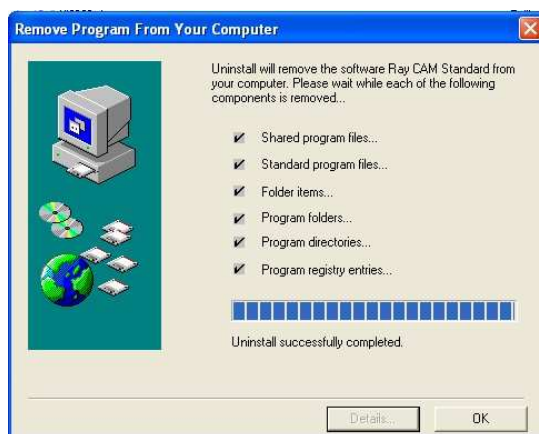 Remove Program From Your Computer
Uninstall will remove the software Ray CAM Standard from
your computer. Please wait while each of the following
components is removed...
Shared program files...
Standard program files...
Folder items...
Program folders...
Program directories...
Program registry entries...
Uninstall successfully completed.
Details...
OK